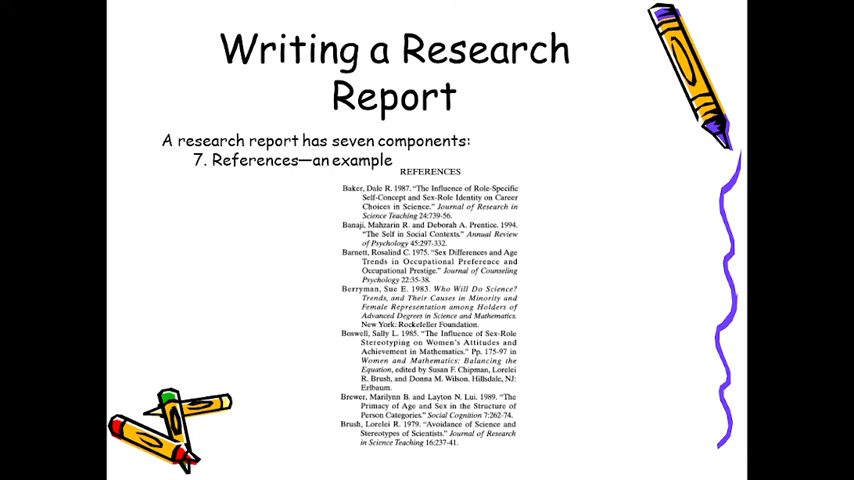 Writing a Research
Report
A research report has seven components:
7. References—an example
REFERENCES
Baker, Dale R. 1987. "The Influence of Role-Specific
Self-Concept and Sex-Role Identity on Career
Choices in Science." Journal of Research in
Science Teaching 24:739-56.
Banaji, Mahzarin R. and Deborah A. Prentice. 1994.
"The Self in Social Contexts." Annual Review
of Psychology 45:297-332.
Barnett, Rosalind C. 1975. "Sex Differences and Age
Trends in Occupational Preference and
Occupational Prestige." Journal of Counseling
Psychology 22:35-38.
Berryman, Sue E. 1983. Who Will Do Science?
Trends, and Their Causes in Minority and
Female Representation among Holders of
Advanced Degrees in Science and Mathematics.
New York: Rockefeller Foundation.
Boswell, Sally L. 1985. "The Influence of Sex-Role
Stereotyping on Women's Attitudes and
Achievement in Mathematics." Pp. 175-97 in
Women and Mathematics: Balancing the
Equation, edited by Susan F. Chipman, Lorelei
R. Brush, and Donna M. Wilson. Hillsdale, NJ:
Erlbaum.
Brewer, Marilynn B. and Layton N. Lui. 1989. "The
Primacy of Age and Sex in the Structure of
Person Categories." Social Cognition 7:262-74.
Brush, Lorelei R. 1979. "Avoidance of Science and
Stereotypes of Scientists." Journal of Research
in Science Teaching 16:237-41.